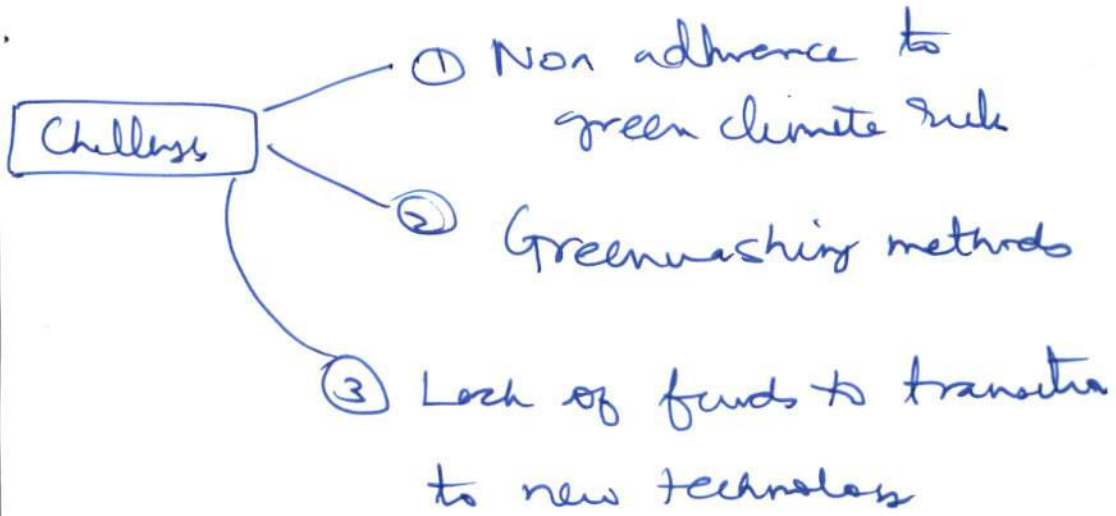 Challenges
① Non adhrance to
green climate rule
② Greenwashing methods
③ Lack of funds to transition
to new technology